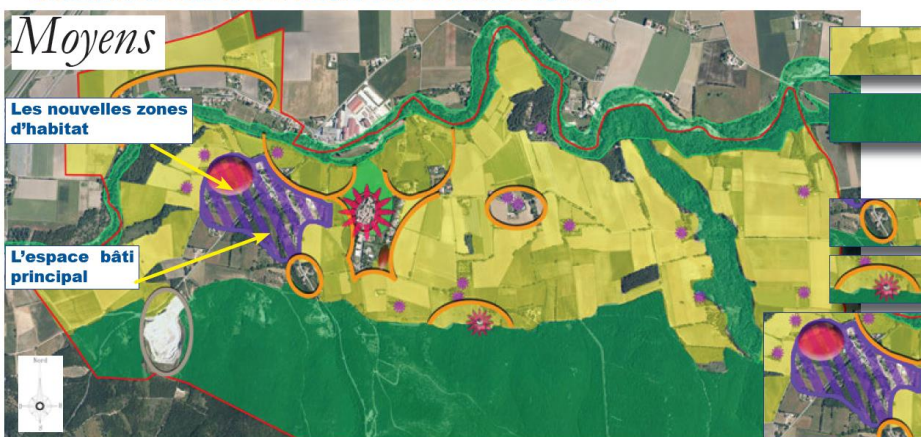 Moyens
Les nouvelles zones
d'habitat
L'espace bâti
principal
Nord